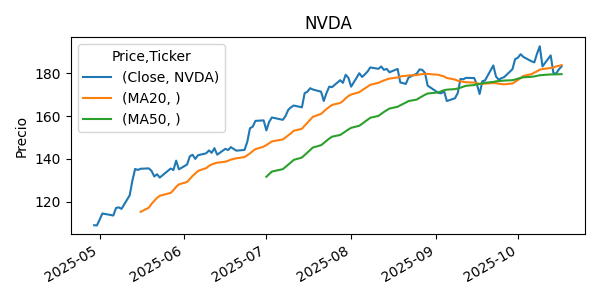 NVDA
Price,Ticker
(Close, NVDA)
(MA20, )
(MA50, )
Precio
180
160
140
120
2025-05
2025-06
2025-07
2025-08
2025-09
2025-10